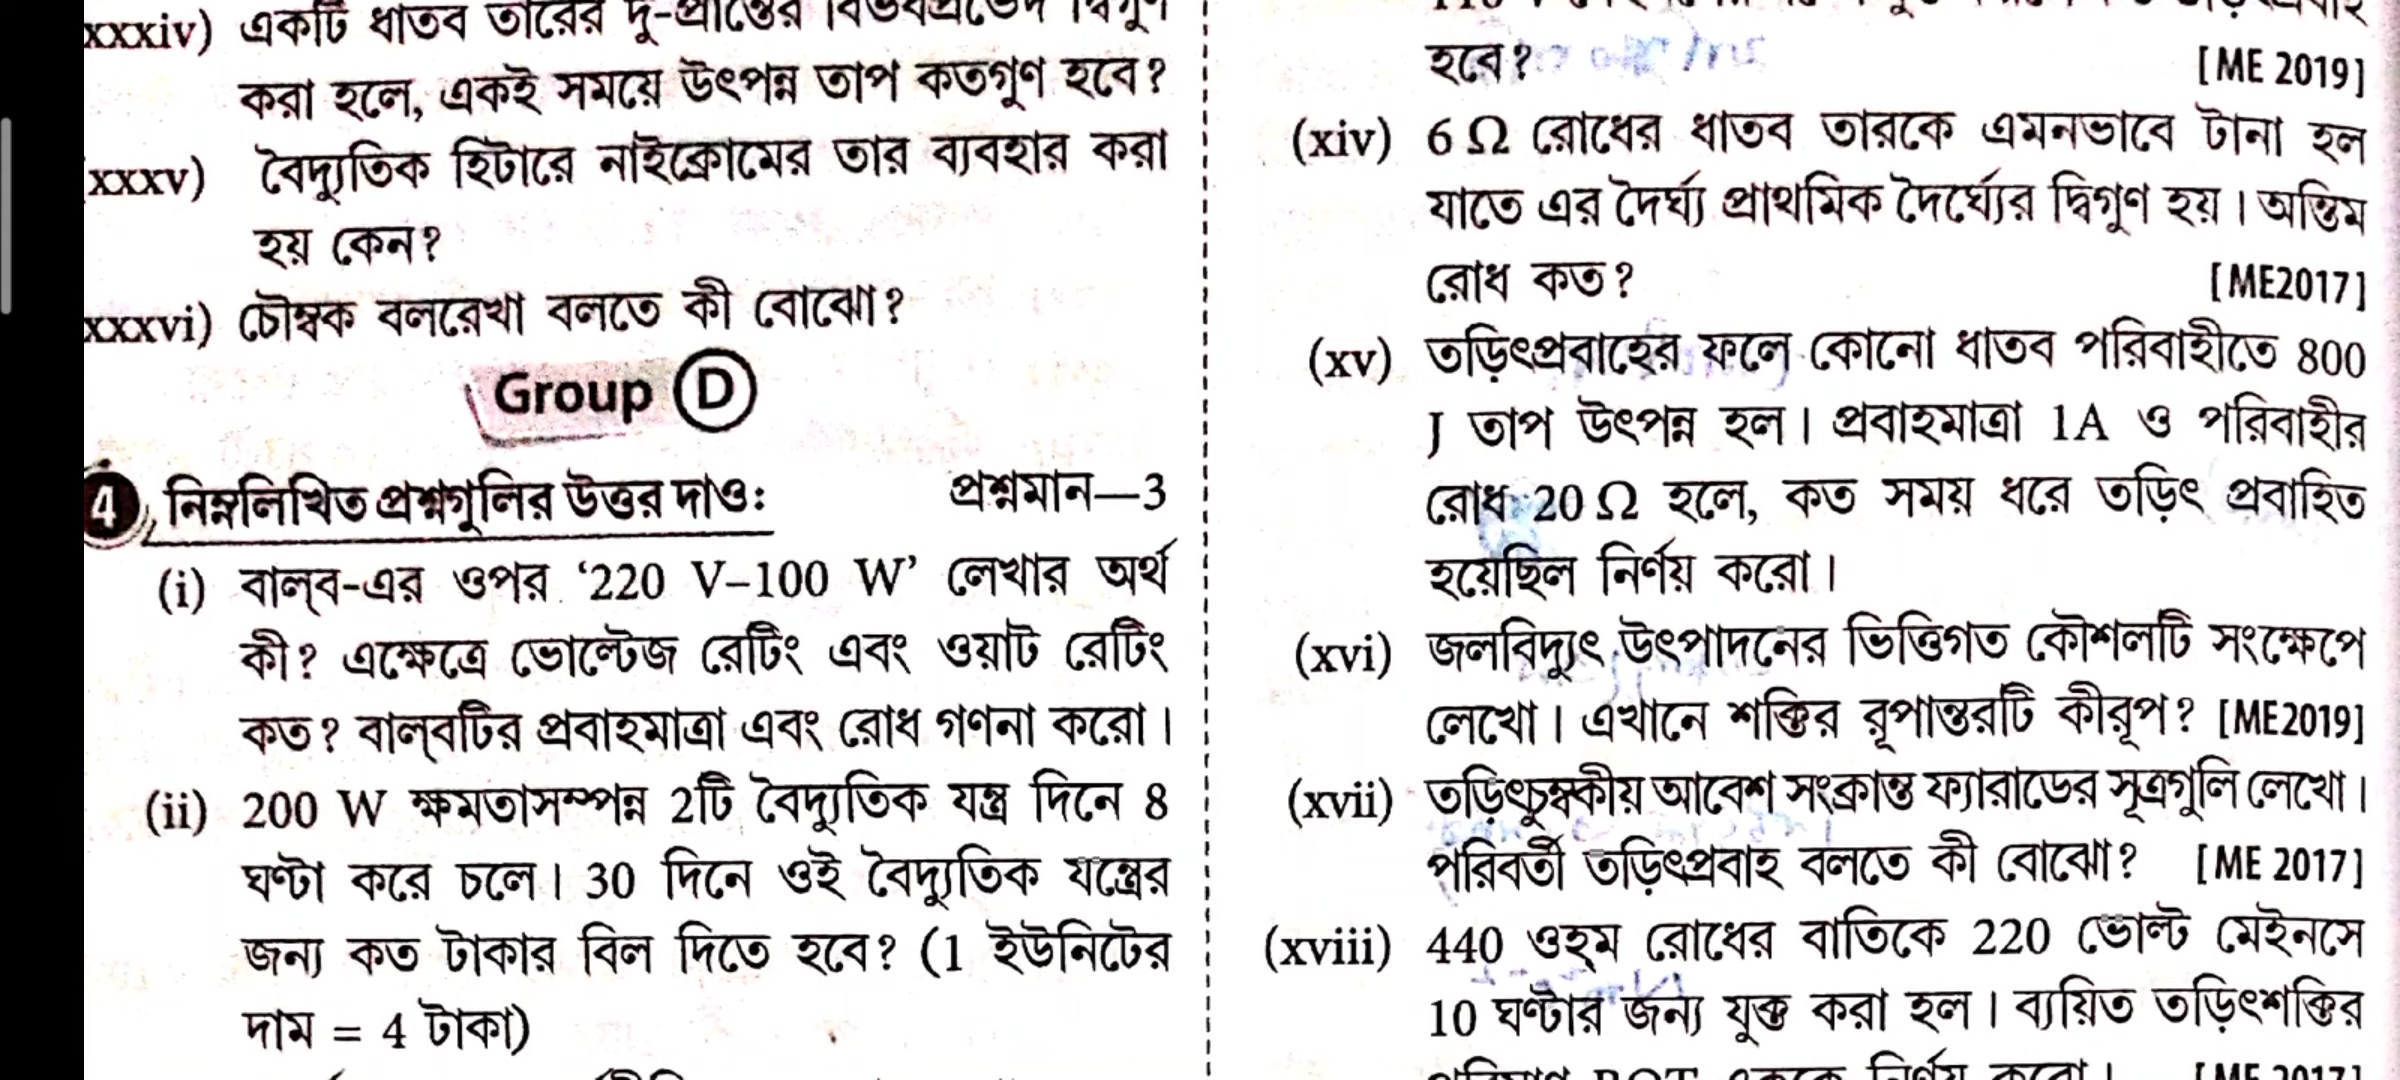 xxxiv) একটি ধাতব তারের দু-প্রান্তের বিভবপ্রভেদ দ্বিগুণ
করা হলে, একই সময়ে উৎপন্ন তাপ কতগুণ হবে?
xxxv) বৈদ্যুতিক হিটারে নাইক্রোমের তার ব্যবহার করা
হয় কেন?
xxxvi) চৌম্বক বলরেখা বলতে কী বোঝো?
Group D
4 নিম্নলিখিত প্রশ্নগুলির উত্তর দাও: প্রশ্নমান—3
(i) বাল্‌ব-এর ওপর ‘220 V–100 W’ লেখার অর্থ
কী? এক্ষেত্রে ভোল্টেজ রেটিং এবং ওয়াট রেটিং
কত? বাল্‌বটির প্রবাহমাত্রা এবং রোধ গণনা করো।
(ii) 200 W ক্ষমতাসম্পন্ন 2টি বৈদ্যুতিক যন্ত্র দিনে 8
ঘণ্টা করে চলে। 30 দিনে ওই বৈদ্যুতিক যন্ত্রের
জন্য কত টাকার বিল দিতে হবে? (1 ইউনিটের
দাম = 4 টাকা)
হবে? [ME 2019]
(xiv) 6 Ω রোধের ধাতব তারকে এমনভাবে টানা হল
যাতে এর দৈর্ঘ্য প্রাথমিক দৈর্ঘ্যের দ্বিগুণ হয়। অন্তিম
রোধ কত? [ME2017]
(xv) তড়িৎপ্রবাহের ফলে কোনো ধাতব পরিবাহীতে 800
J তাপ উৎপন্ন হল। প্রবাহমাত্রা 1A ও পরিবাহীর
রোধ 20 Ω হলে, কত সময় ধরে তড়িৎ প্রবাহিত
হয়েছিল নির্ণয় করো।
(xvi) জলবিদ্যুৎ উৎপাদনের ভিত্তিগত কৌশলটি সংক্ষেপে
লেখো। এখানে শক্তির রূপান্তরটি কীরূপ? [ME2019]
(xvii) তড়িৎচুম্বকীয় আবেশ সংক্রান্ত ফ্যারাডের সূত্রগুলি লেখো।
পরিবর্তী তড়িৎপ্রবাহ বলতে কী বোঝো? [ME 2017]
(xviii) 440 ওহ্‌ম রোধের বাতিকে 220 ভোল্ট মেইনসে
10 ঘণ্টার জন্য যুক্ত করা হল। ব্যয়িত তড়িৎশক্তির
পরিমাণ BOT এককে নির্ণয় করো। [ME 2017]